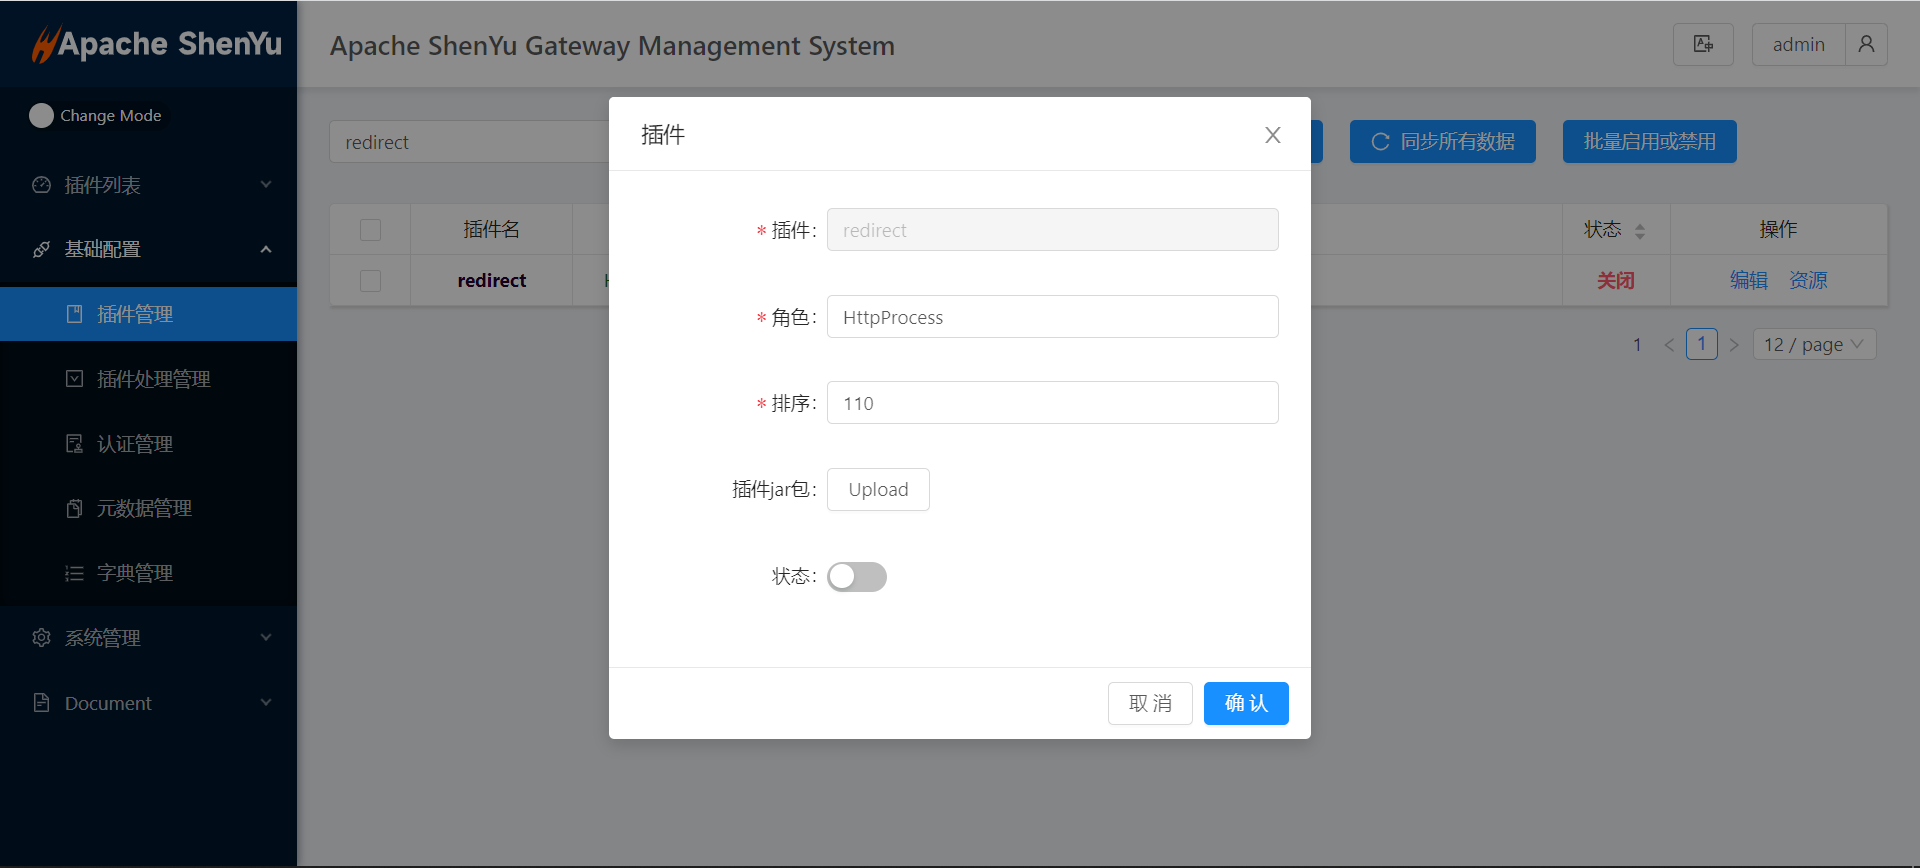 Apache ShenYu
Apache ShenYu Gateway Management System
admin
Change Mode
插件列表
基础配置
插件管理
插件处理管理
认证管理
元数据管理
字典管理
系统管理
Document
redirect
同步所有数据
批量启用或禁用
插件名
状态
操作
redirect
关闭
编辑 资源
1 < 1 > 12 / page
插件
* 插件: redirect
* 角色: HttpProcess
* 排序: 110
插件jar包: Upload
状态:
取 消
确 认